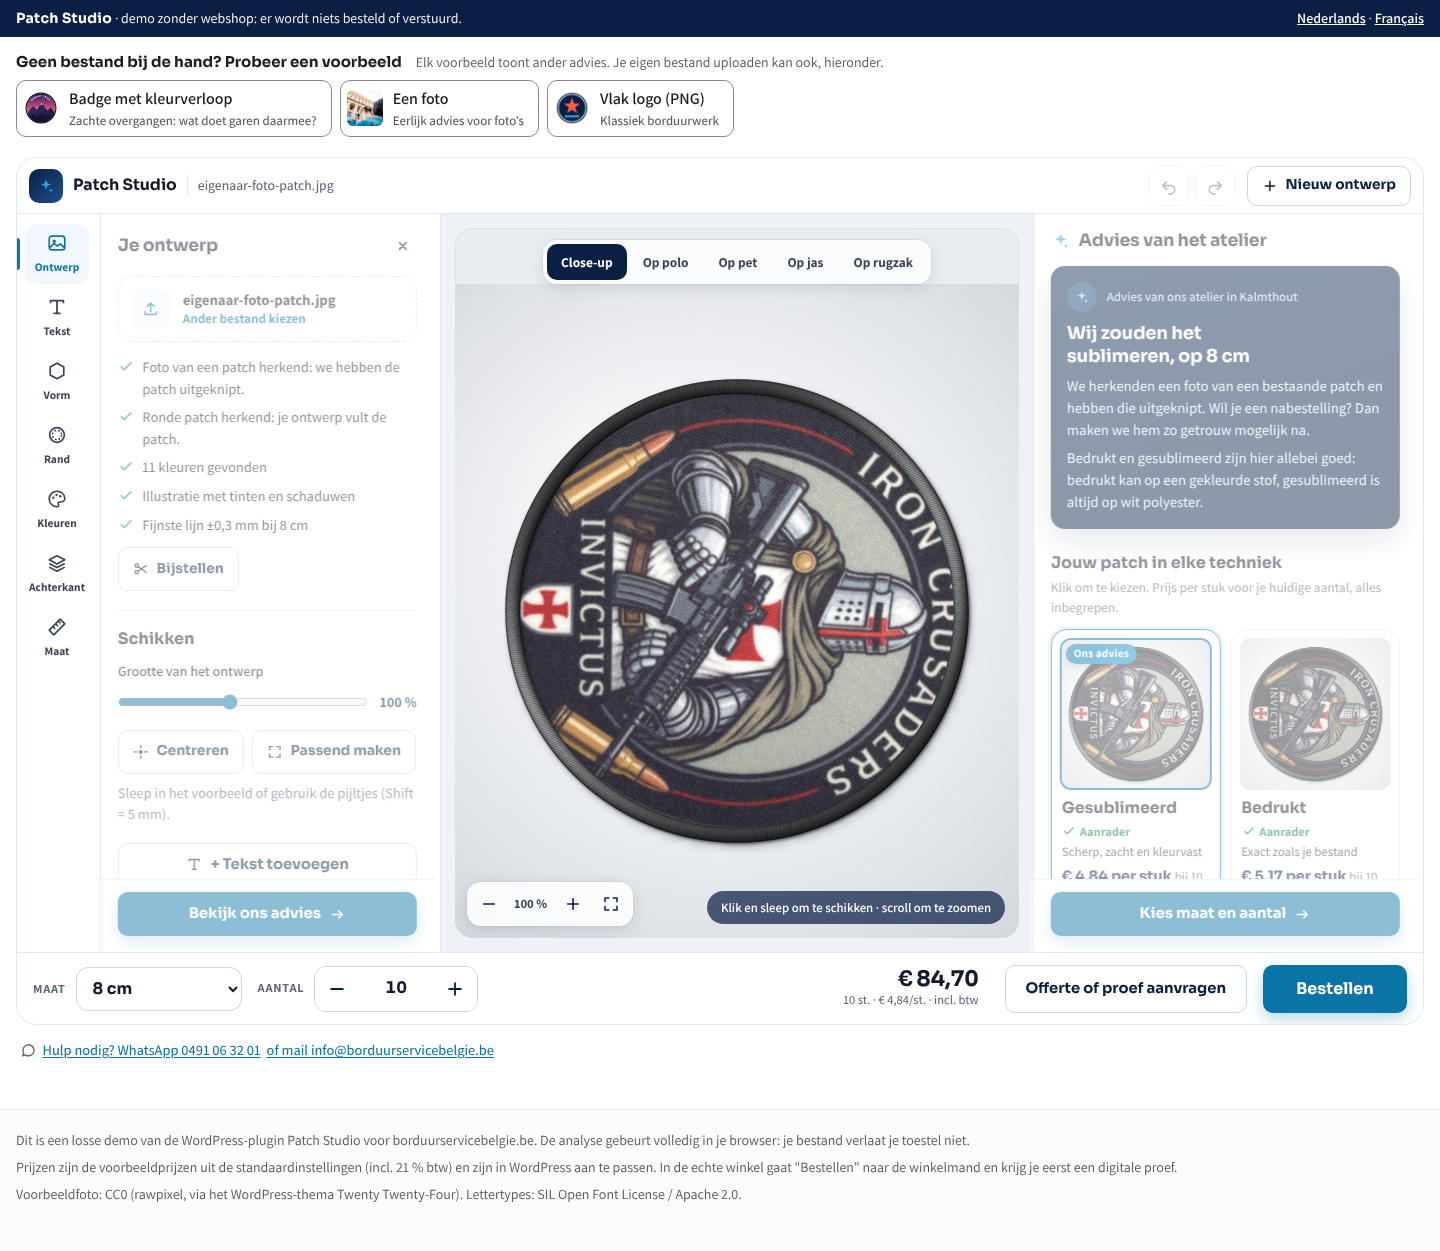 Patch Studio · demo zonder webshop: er wordt niets besteld of verstuurd.
Nederlands · Français
Geen bestand bij de hand? Probeer een voorbeeld Elk voorbeeld toont ander advies. Je eigen bestand uploaden kan ook, hieronder.
Badge met kleurverloop
Zachte overgangen: wat doet garen daarmee?
Een foto
Eerlijk advies voor foto's
Vlak logo (PNG)
Klassiek borduurwerk
Patch Studio
eigenaar-foto-patch.jpg
Nieuw ontwerp
Ontwerp
Tekst
Vorm
Rand
Kleuren
Achterkant
Maat
Je ontwerp
eigenaar-foto-patch.jpg
Ander bestand kiezen
Foto van een patch herkend: we hebben de
patch uitgeknipt.
Ronde patch herkend: je ontwerp vult de
patch.
11 kleuren gevonden
Illustratie met tinten en schaduwen
Fijnste lijn ±0,3 mm bij 8 cm
Bijstellen
Schikken
Grootte van het ontwerp
100 %
Centreren
Passend maken
Sleep in het voorbeeld of gebruik de pijltjes (Shift
= 5 mm).
+ Tekst toevoegen
Bekijk ons advies →
Close-up
Op polo
Op pet
Op jas
Op rugzak
IRON CRUSADERS
INVICTUS
100 %
Klik en sleep om te schikken · scroll om te zoomen
Advies van het atelier
Advies van ons atelier in Kalmthout
Wij zouden het
sublimeren, op 8 cm
We herkenden een foto van een bestaande patch en
hebben die uitgeknipt. Wil je een nabestelling? Dan
maken we hem zo getrouw mogelijk na.
Bedrukt en gesublimeerd zijn hier allebei goed:
bedrukt kan op een gekleurde stof, gesublimeerd is
altijd op wit polyester.
Jouw patch in elke techniek
Klik om te kiezen. Prijs per stuk voor je huidige aantal, alles
inbegrepen.
Ons advies
IRON CRUSADERS
INVICTUS
Gesublimeerd
Aanrader
Scherp, zacht en kleurvast
€ 4,84 per stuk bij 10
IRON CRUSADERS
INVICTUS
Bedrukt
Aanrader
Exact zoals je bestand
€ 5,17 per stuk bij 10
Kies maat en aantal →
MAAT
8 cm
AANTAL
10
€ 84,70
10 st. · € 4,84/st. · incl. btw
Offerte of proef aanvragen
Bestellen
Hulp nodig? WhatsApp 0491 06 32 01 of mail info@borduurservicebelgie.be
Dit is een losse demo van de WordPress-plugin Patch Studio voor borduurservicebelgie.be. De analyse gebeurt volledig in je browser: je bestand verlaat je toestel niet.
Prijzen zijn de voorbeeldprijzen uit de standaardinstellingen (incl. 21 % btw) en zijn in WordPress aan te passen. In de echte winkel gaat "Bestellen" naar de winkelmand en krijg je eerst een digitale proef.
Voorbeeldfoto: CC0 (rawpixel, via het WordPress-thema Twenty Twenty-Four). Lettertypes: SIL Open Font License / Apache 2.0.